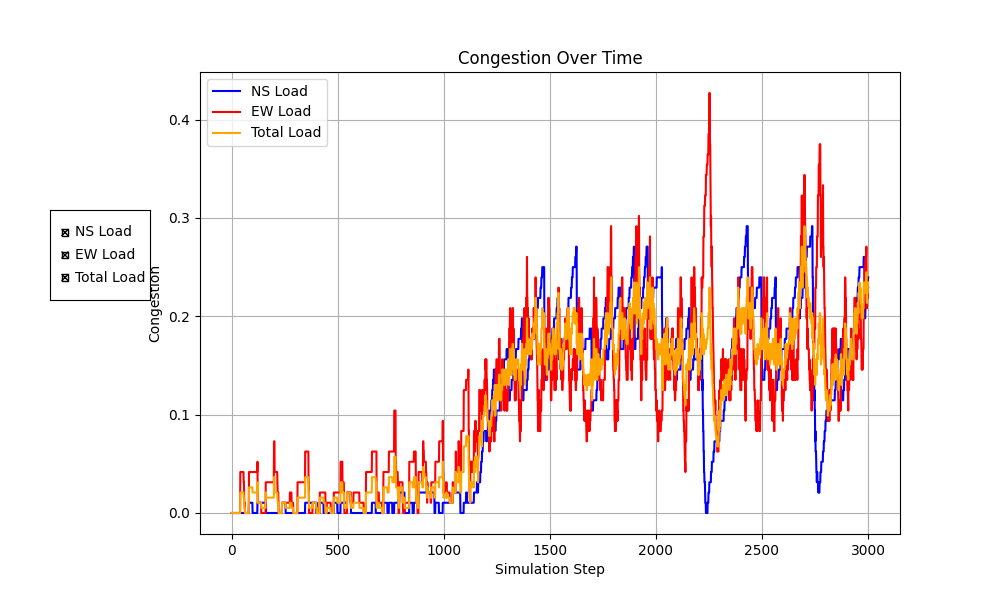 Congestion Over Time
NS Load
EW Load
Total Load
NS Load
EW Load
Total Load
Congestion
0.4
0.3
0.2
0.1
0.0
0
500
1000
1500
2000
2500
3000
Simulation Step